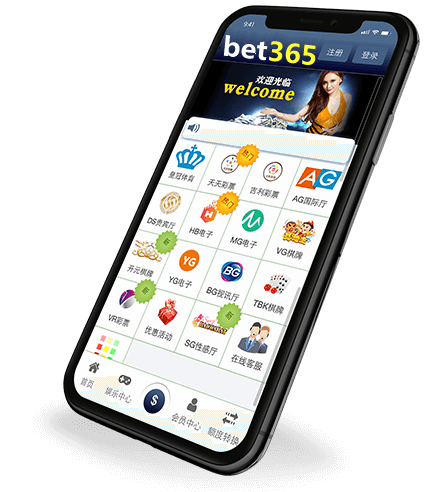 9:41
bet365
注册
登录
欢迎光临
welcome
皇冠体育
天天彩票
热门
吉利彩票
AG
AG国际厅
DS贵宾厅
HB电子
热门
MG电子
VG棋牌
开元棋牌
新
YG
YG电子
BG
BG视讯厅
TBK棋牌
VR彩票
新
优惠活动
SG性感厅
新
在线客服
$
首页
娱乐中心
会员中心
额度转换